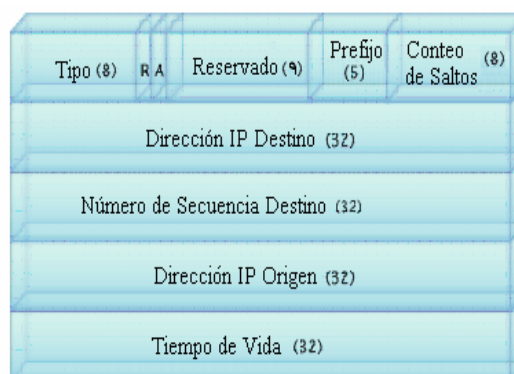 Tipo (8) R A Reservado (9) Prefijo (5) Conteo de Saltos (8)
Dirección IP Destino (32)
Número de Secuencia Destino (32)
Dirección IP Origen (32)
Tiempo de Vida (32)